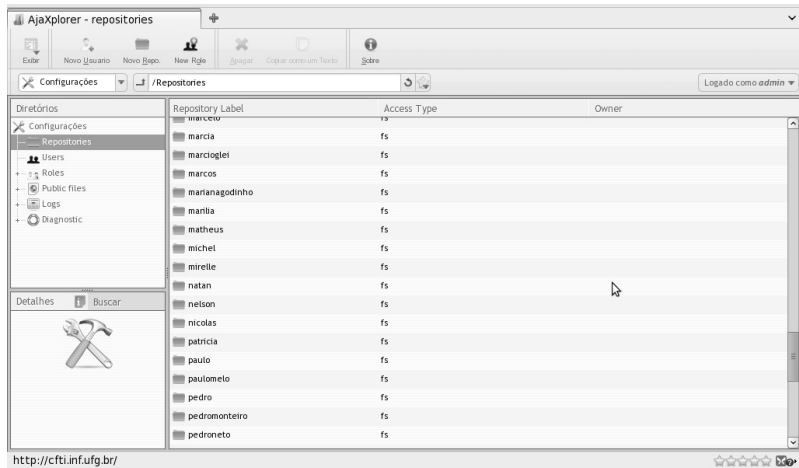 AjaXplorer - repositories
Exibir
Novo Usuario
Novo Repo.
New Role
Apagar
Copiar como um Texto
Sobre
Configurações
/Repositories
Logado como admin
Diretórios
Configurações
Repositories
Users
Roles
Public files
Logs
Diagnostic
Detalhes
Buscar
Repository Label Access Type Owner
marcelo fs
marcia fs
marcioglei fs
marcos fs
marianagodinho fs
marilia fs
matheus fs
michel fs
mirelle fs
natan fs
nelson fs
nicolas fs
patricia fs
paulo fs
paulomelo fs
pedro fs
pedromonteiro fs
pedroneto fs
http://cfti.inf.ufg.br/